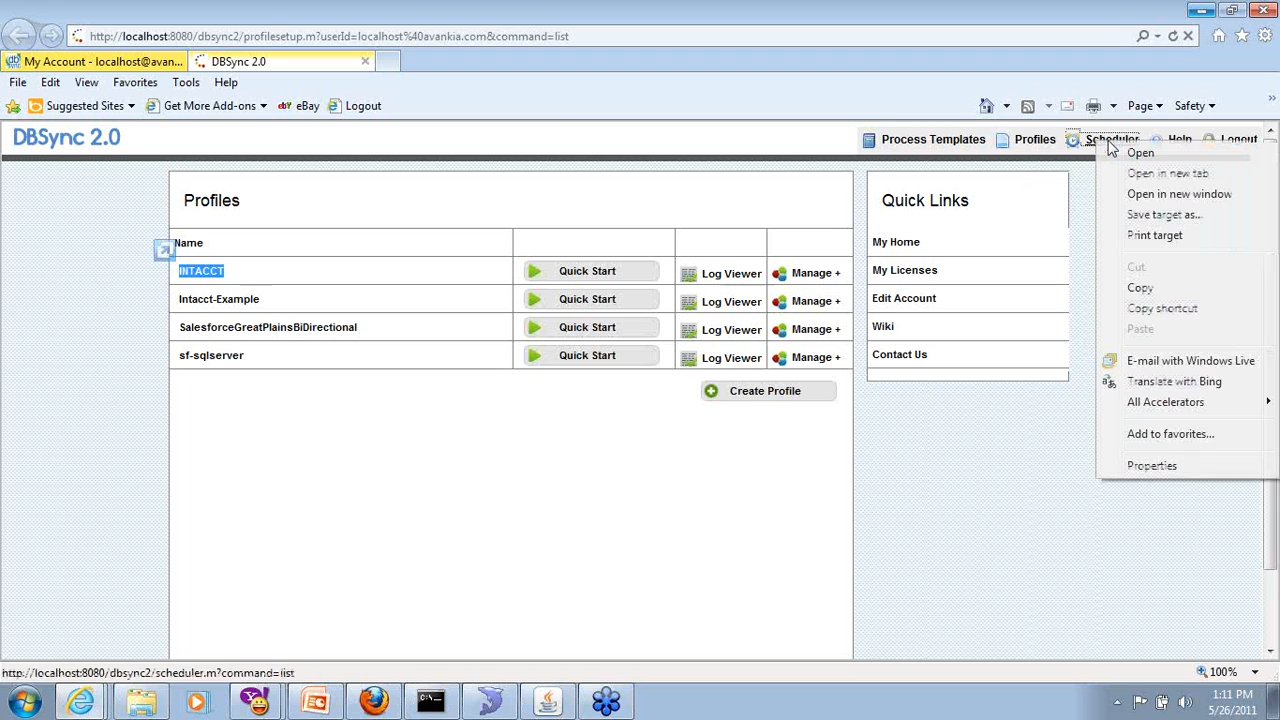 http://localhost:8080/dbsync2/profilesetup.m?userId=localhost%40avankia.com&command=list
My Account - localhost@avan...
DBSync 2.0
File Edit View Favorites Tools Help
Suggested Sites Get More Add-ons eBay Logout
Page Safety
DBSync 2.0
Process Templates Profiles Scheduler Help Logout
Profiles
Name
INTACCT Quick Start Log Viewer Manage +
Intacct-Example Quick Start Log Viewer Manage +
SalesforceGreatPlainsBiDirectional Quick Start Log Viewer Manage +
sf-sqlserver Quick Start Log Viewer Manage +
Create Profile
Quick Links
My Home
My Licenses
Edit Account
Wiki
Contact Us
Open
Open in new tab
Open in new window
Save target as...
Print target
Cut
Copy
Copy shortcut
Paste
E-mail with Windows Live
Translate with Bing
All Accelerators
Add to favorites...
Properties
http://localhost:8080/dbsync2/scheduler.m?command=list
100%
1:11 PM
5/26/2011